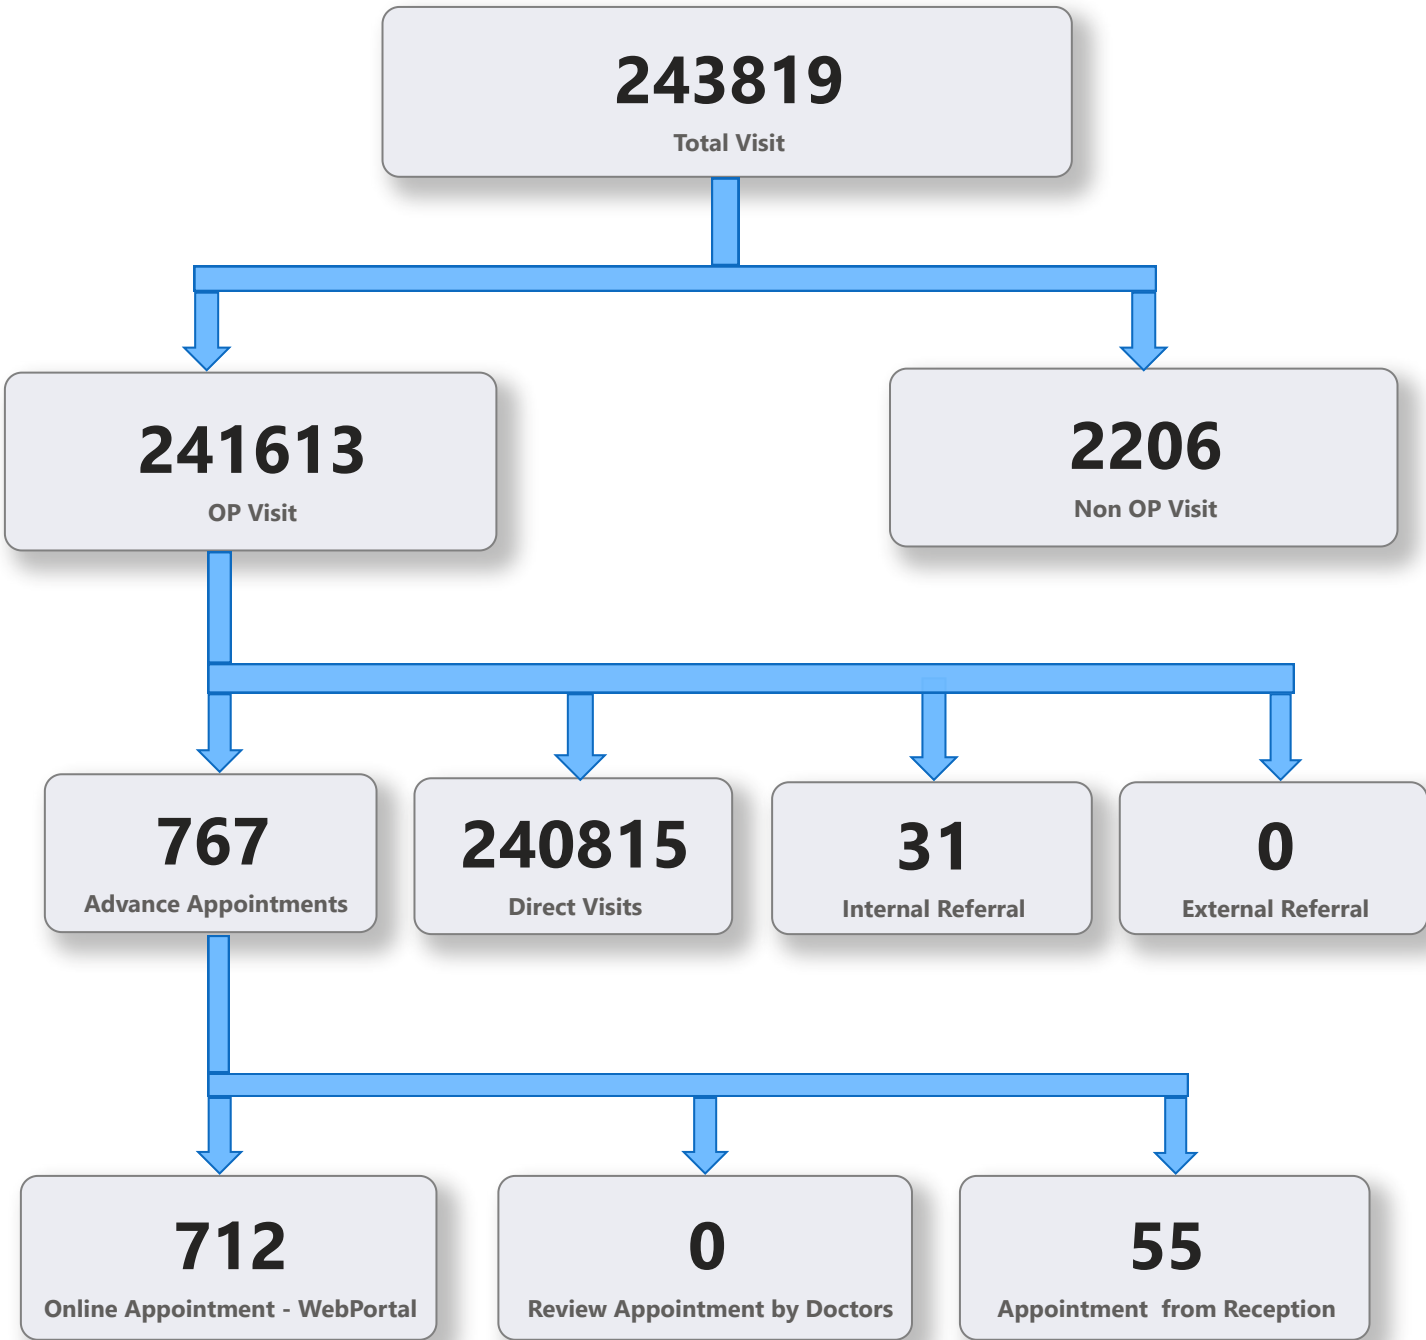 243819
Total Visit
241613
OP Visit
2206
Non OP Visit
767
Advance Appointments
240815
Direct Visits
31
Internal Referral
0
External Referral
712
Online Appointment - WebPortal
0
Review Appointment by Doctors
55
Appointment  from Reception